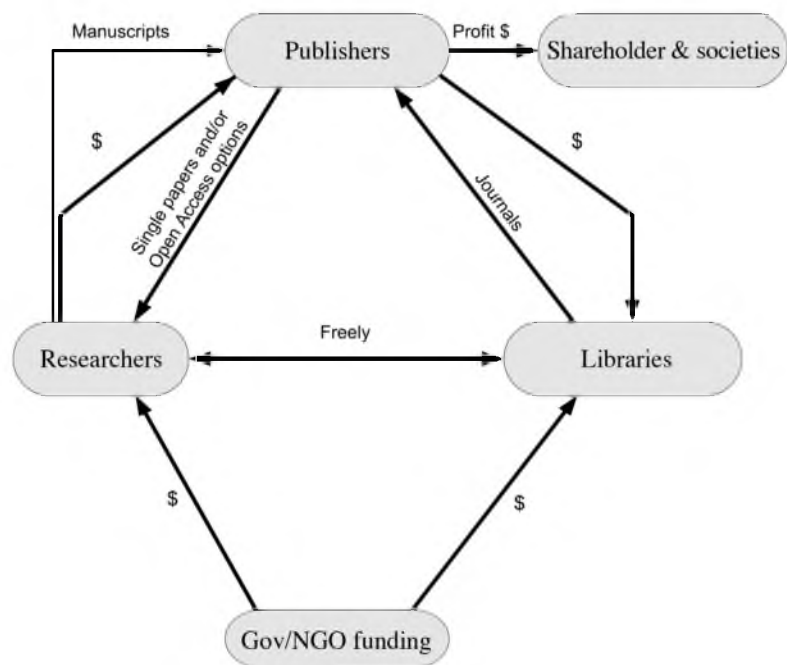 Manuscripts
Publishers
Profit $
Shareholder & societies
$
Single papers and/or
Open Access options
Journals
$
Researchers
Freely
Libraries
$
$
Gov/NGO funding